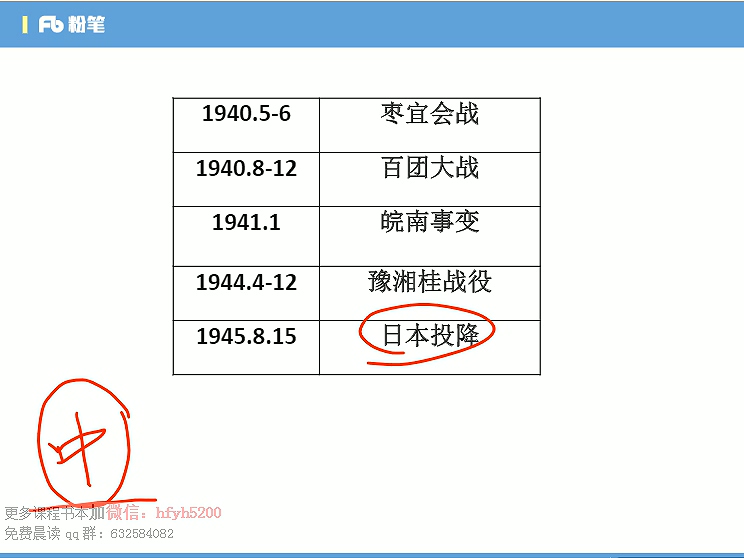 粉笔
1940.5-6 枣宜会战
1940.8-12 百团大战
1941.1 皖南事变
1944.4-12 豫湘桂战役
1945.8.15 日本投降
中
更多课程书本加微信：hfyh5200
免费晨读qq群：632584082